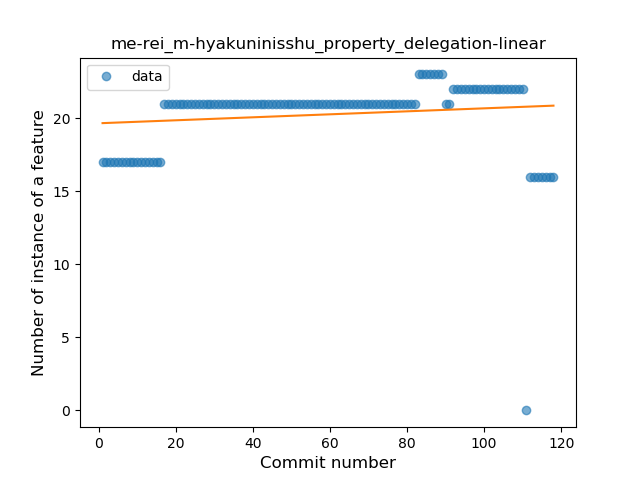 me-rei_m-hyakuninisshu_property_delegation-linear
data
Number of instance of a feature
20
15
10
5
0
0 20 40 60 80 100 120
Commit number